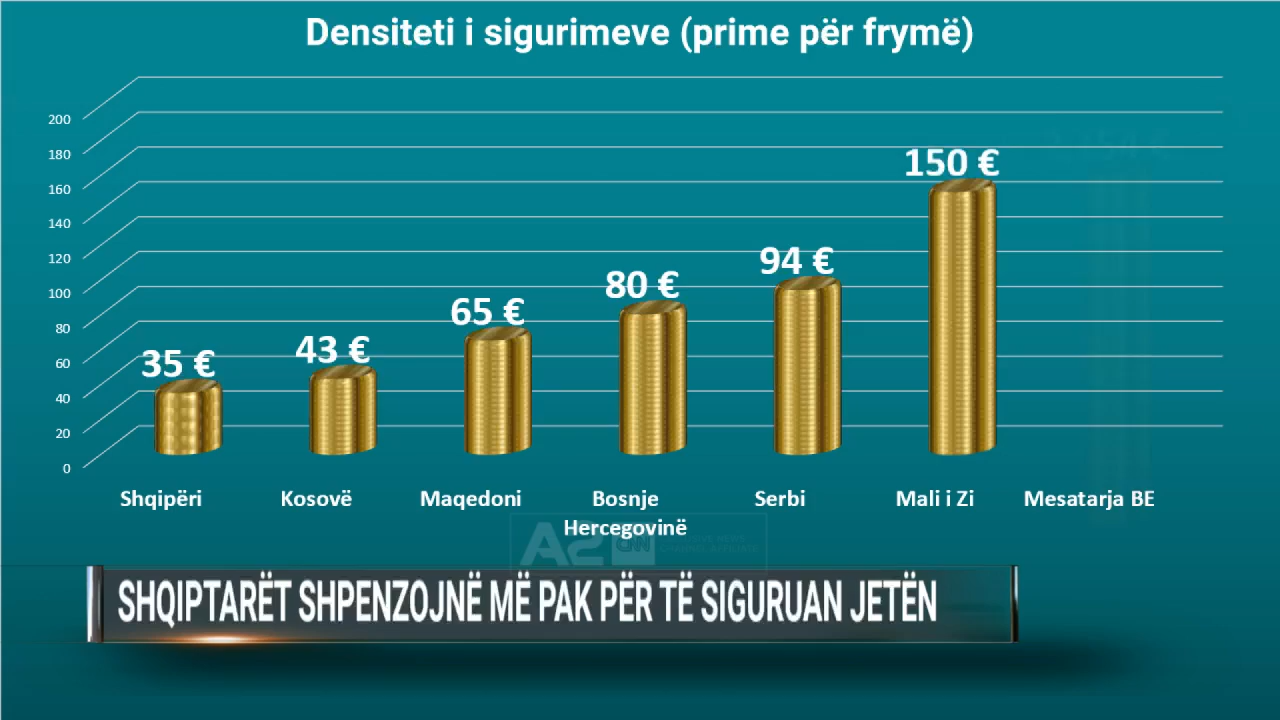 Densiteti i sigurimeve (prime për frymë)
200
180
160
140
120
100
80
60
40
20
0
35 €
43 €
65 €
80 €
94 €
150 €
Shqipëri
Kosovë
Maqedoni
Bosnje
Hercegovinë
Serbi
Mali i Zi
Mesatarja BE
A2 CNN
SHQIPTARËT SHPENZOJNË MË PAK PËR TË SIGURUAN JETËN